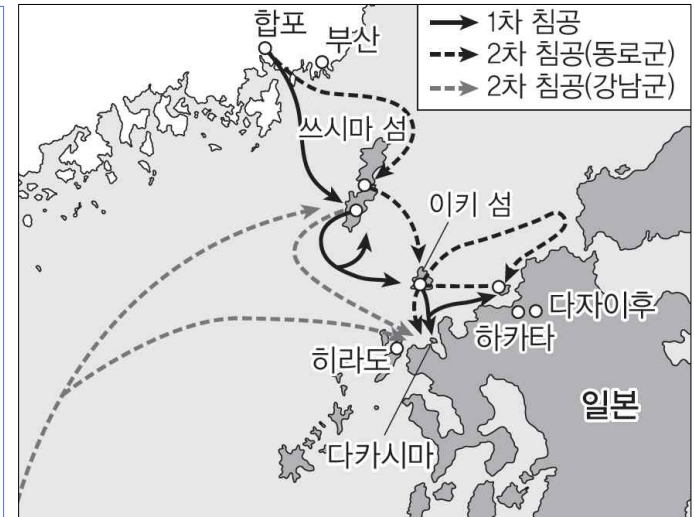 합포
부산
1차 침공
2차 침공(동로군)
2차 침공(강남군)
쓰시마 섬
이키 섬
다자이후
하카타
히라도
일본
다카시마